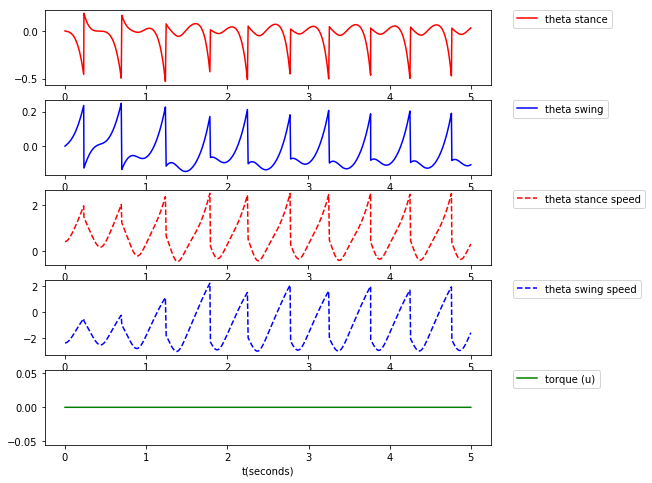 0.0
−0.5
theta stance
0 1 2 3 4 5
0.2
0.0
theta swing
0 1 2 3 4 5
2
0
theta stance speed
0 1 2 3 4 5
2
0
−2
theta swing speed
0 1 2 3 4 5
0.05
0.00
−0.05
torque (u)
0 1 2 3 4 5
t(seconds)